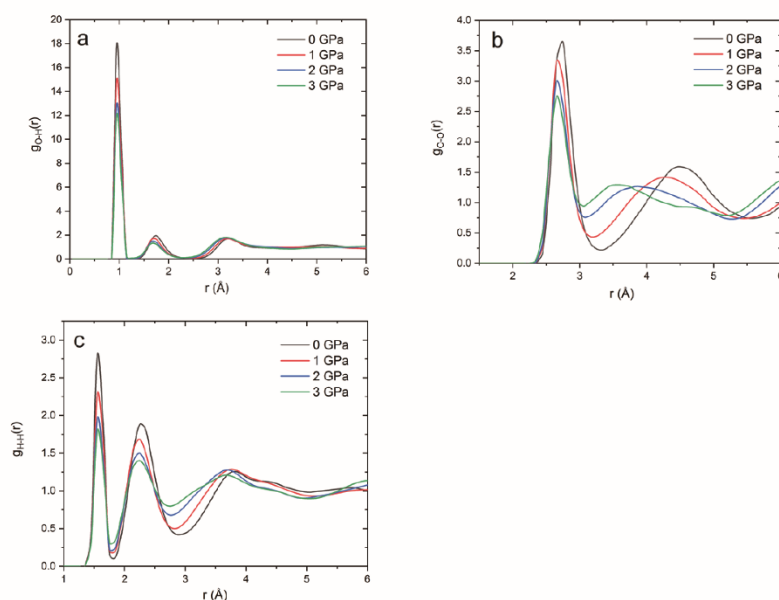 a
0 GPa
1 GPa
2 GPa
3 GPa
20
18
16
14
12
10
8
6
4
2
0
gO-H(r)
0 1 2 3 4 5 6
r (Å)
b
0 GPa
1 GPa
2 GPa
3 GPa
4.0
3.5
3.0
2.5
2.0
1.5
1.0
0.5
0.0
gO-O(r)
2 3 4 5 6
r (Å)
c
0 GPa
1 GPa
2 GPa
3 GPa
3.0
2.5
2.0
1.5
1.0
0.5
0.0
gH-H(r)
1 2 3 4 5 6
r (Å)